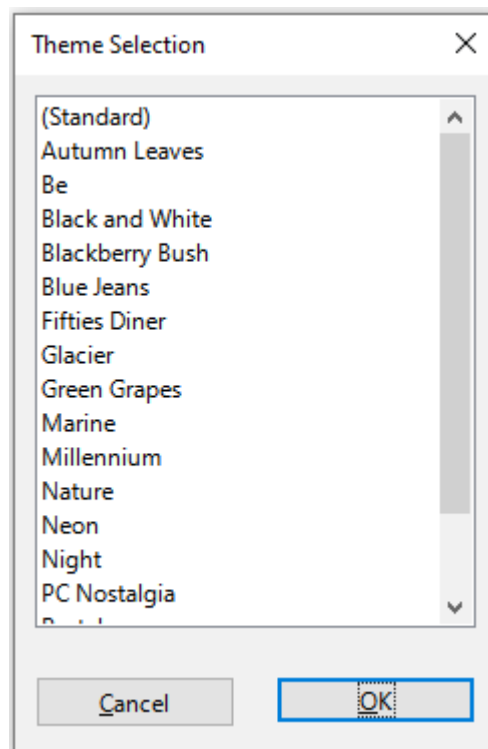 Theme Selection
(Standard)
Autumn Leaves
Be
Black and White
Blackberry Bush
Blue Jeans
Fifties Diner
Glacier
Green Grapes
Marine
Millennium
Nature
Neon
Night
PC Nostalgia
Cancel
OK